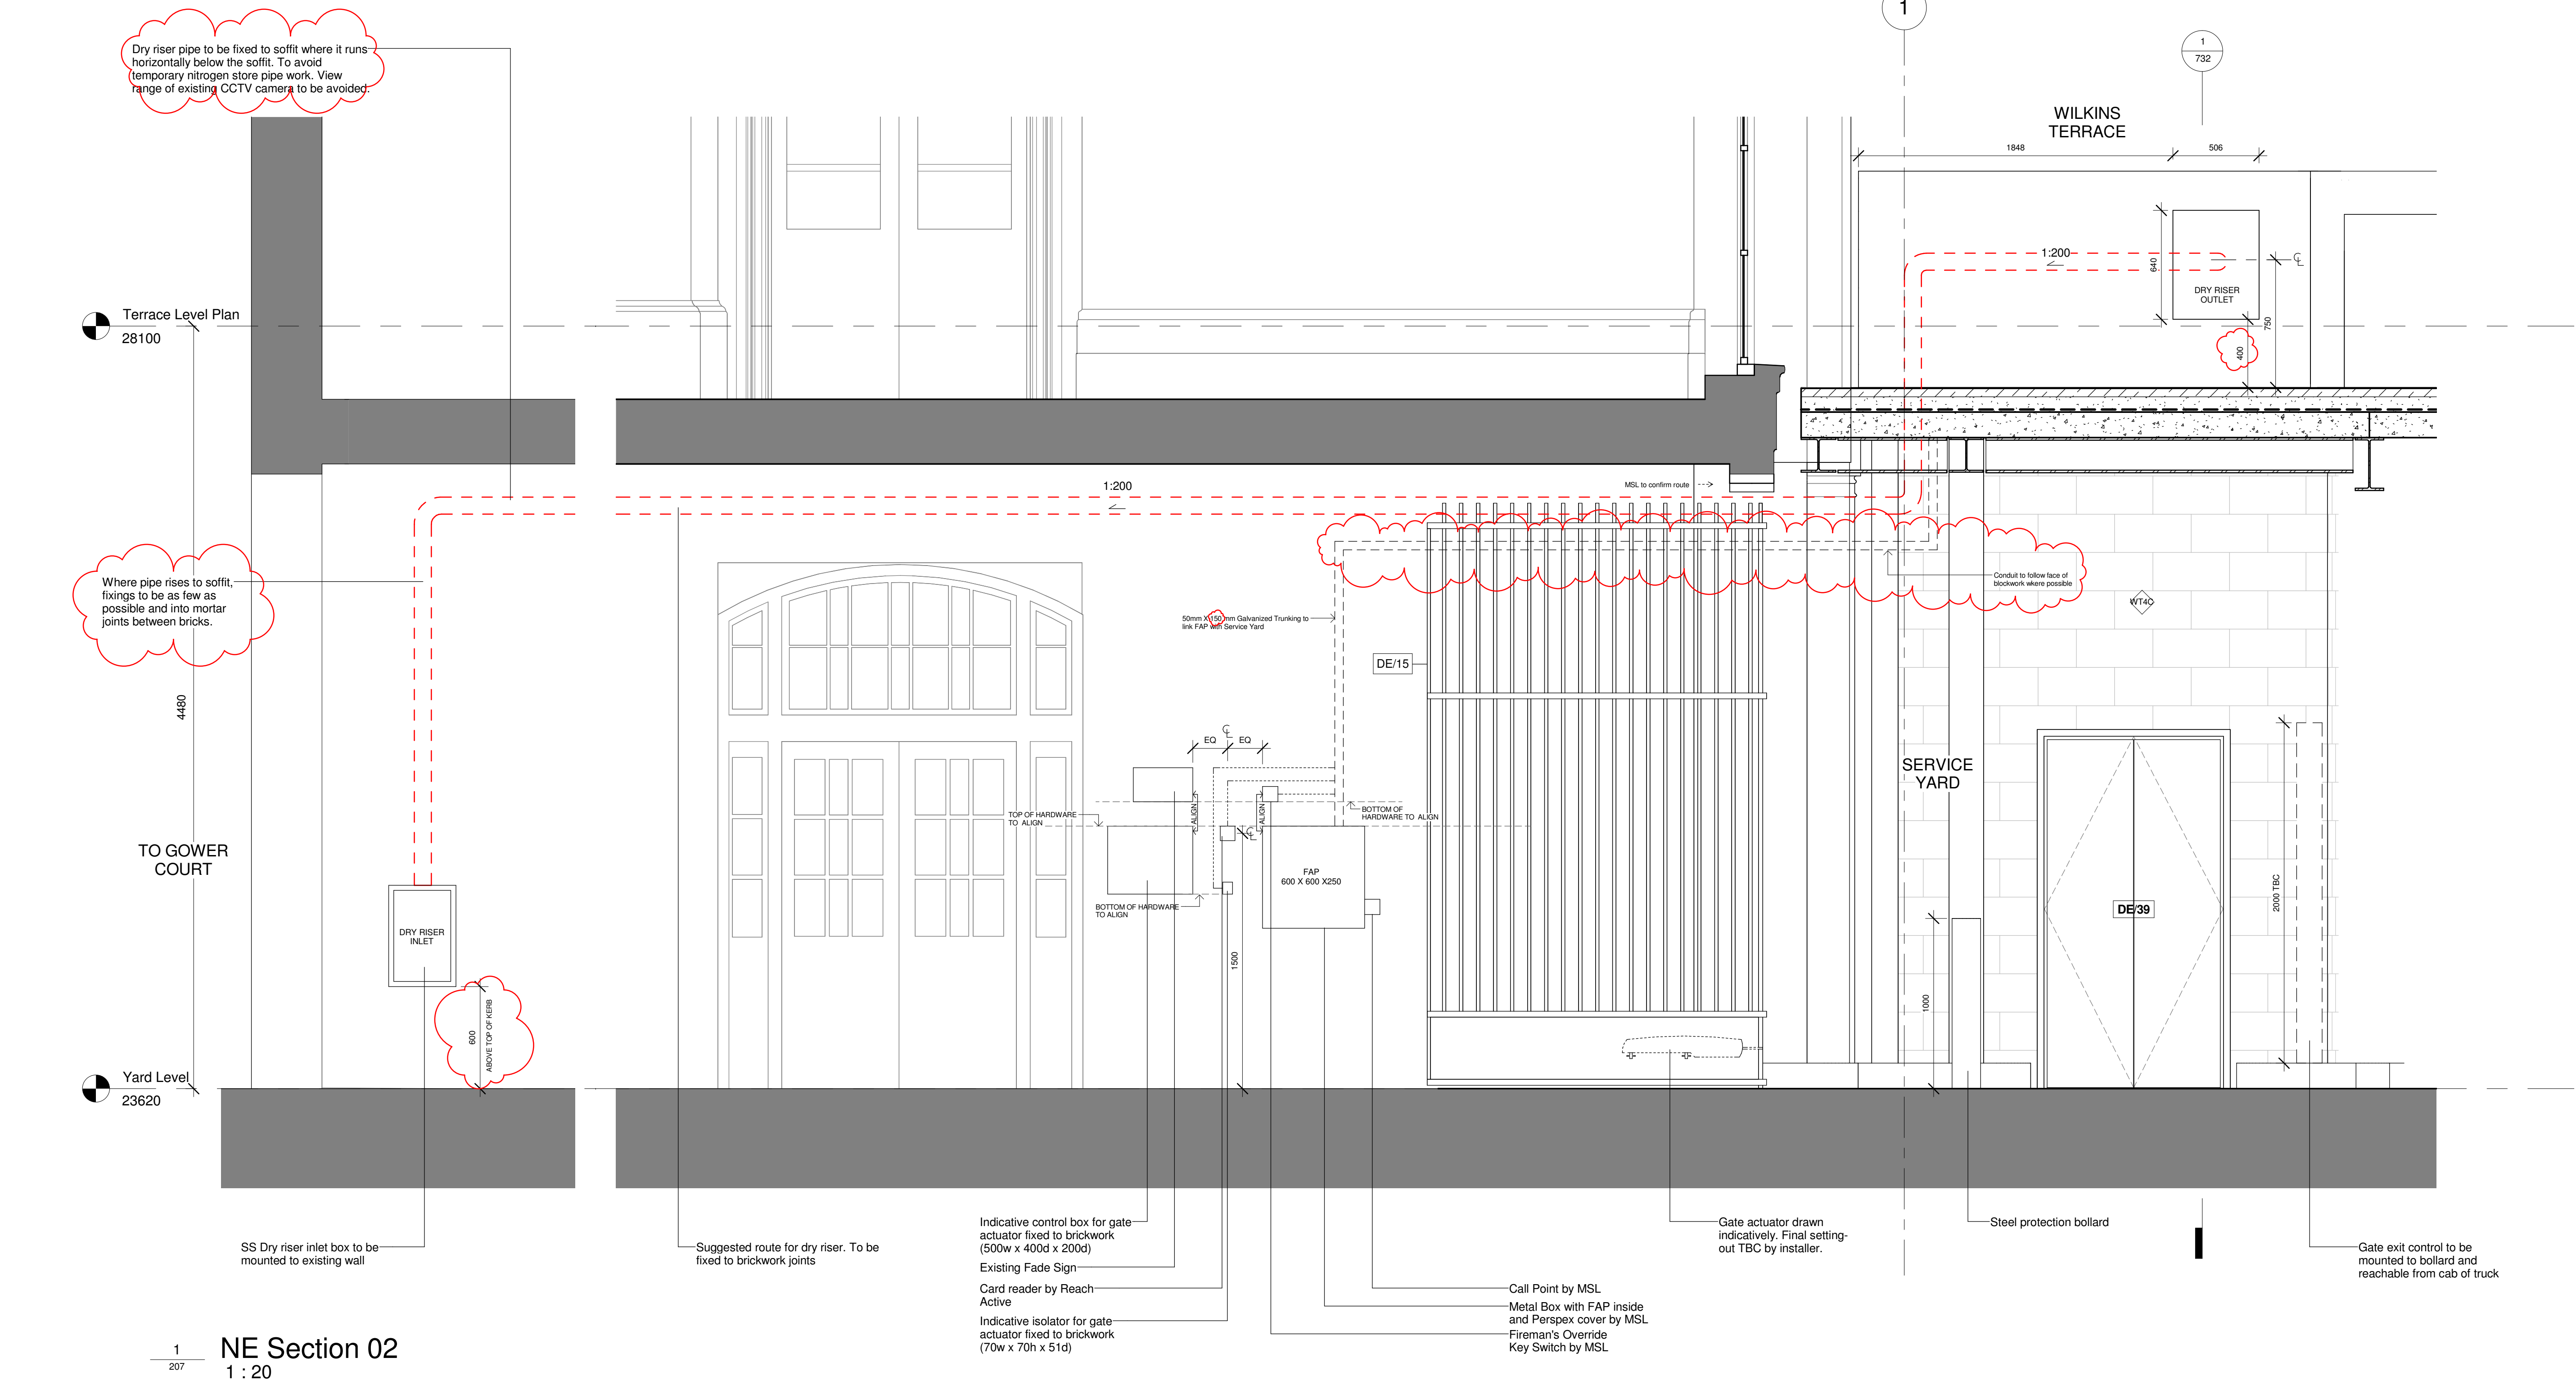 1
Dry riser pipe to be fixed to soffit where it runs
horizontally below the soffit. To avoid
temporary nitrogen store pipe work. View
range of existing CCTV camera to be avoided.
1
732
WILKINS
TERRACE
1848
506
1:200
640
DRY RISER
OUTLET
750
400
Terrace Level Plan
28100
1:200
MSL to confirm route
Where pipe rises to soffit,
fixings to be as few as
possible and into mortar
joints between bricks.
Conduit to follow face of
blockwork where possible
WT4C
50mm X 150 mm Galvanized Trunking to
link FAP with Service Yard
DE/15
4480
EQ
EQ
SERVICE
YARD
ALIGN
ALIGN
TOP OF HARDWARE
TO ALIGN
BOTTOM OF
HARDWARE TO ALIGN
TO GOWER
COURT
FAP
600 X 600 X250
2000 TBC
BOTTOM OF HARDWARE
TO ALIGN
DE/39
DRY RISER
INLET
1500
1000
600
ABOVE TOP OF KERB
Yard Level
23620
SS Dry riser inlet box to be
mounted to existing wall
Suggested route for dry riser. To be
fixed to brickwork joints
Indicative control box for gate
actuator fixed to brickwork
(500w x 400d x 200d)
Existing Fade Sign
Card reader by Reach
Active
Indicative isolator for gate
actuator fixed to brickwork
(70w x 70h x 51d)
Call Point by MSL
Metal Box with FAP inside
and Perspex cover by MSL
Fireman's Override
Key Switch by MSL
Gate actuator drawn
indicatively. Final setting-
out TBC by installer.
Steel protection bollard
Gate exit control to be
mounted to bollard and
reachable from cab of truck
1
207
NE Section 02
1 : 20